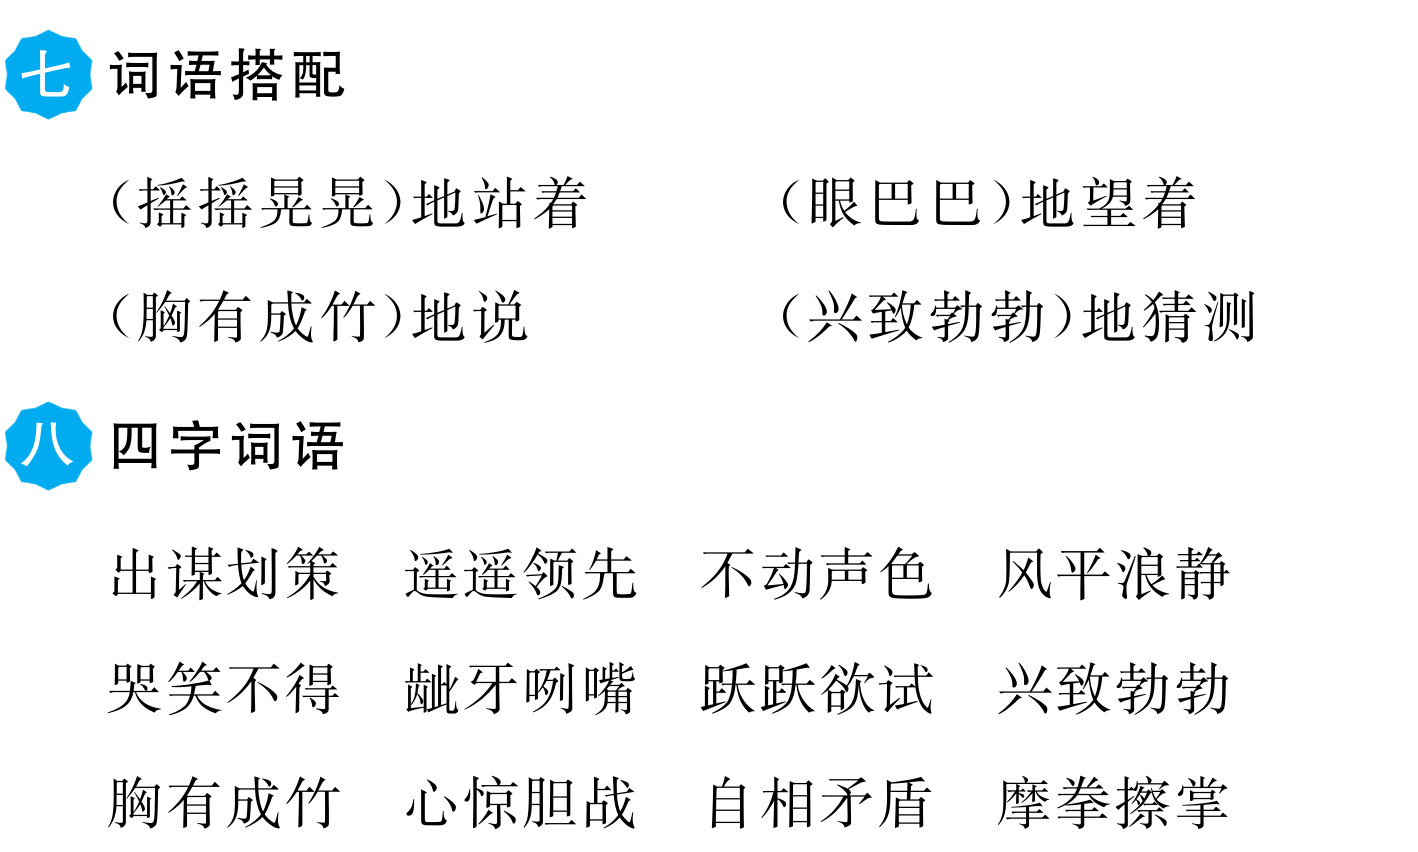 七 词语搭配
（摇摇晃晃）地站着 （眼巴巴）地望着
（胸有成竹）地说 （兴致勃勃）地猜测
八 四字词语
出谋划策 遥遥领先 不动声色 风平浪静
哭笑不得 龇牙咧嘴 跃跃欲试 兴致勃勃
胸有成竹 心惊胆战 自相矛盾 摩拳擦掌